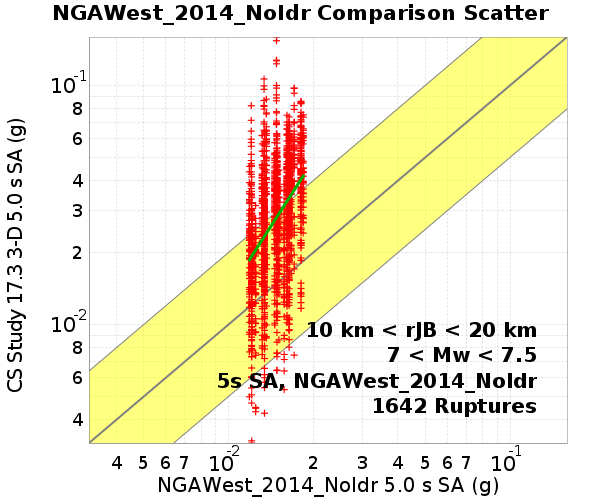 NGAWest_2014_NoIdr Comparison Scatter
CS Study 17.3 3-D 5.0 s SA (g)
10⁻¹
8
6
4
3
2
10⁻²
8
6
4
10 km < rJB < 20 km
7 < Mw < 7.5
5s SA, NGAWest_2014_NoIdr
1642 Ruptures
4 5 6 7 10⁻² 2 3 4 5 6 7 10⁻¹
NGAWest_2014_NoIdr 5.0 s SA (g)